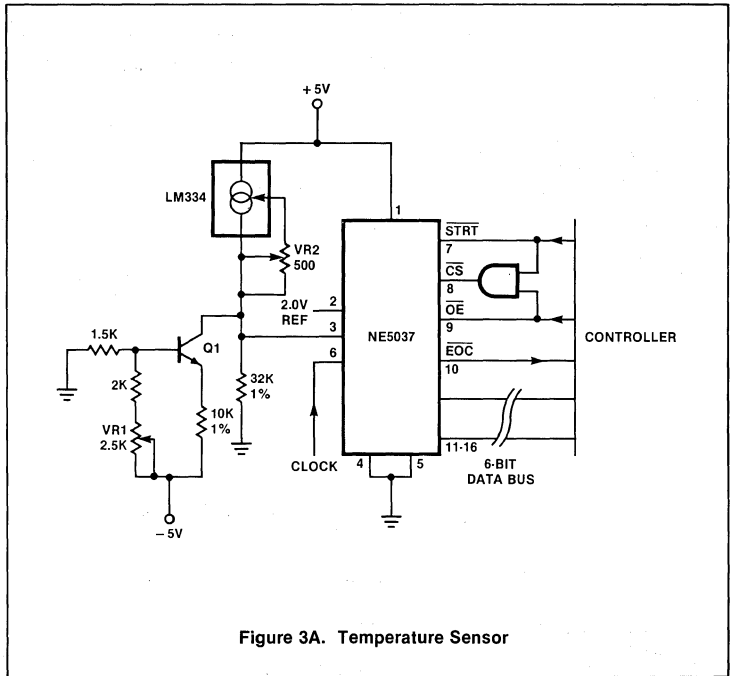 +5V
LM334
VR2
500
1
STRT
7
CS
8
2.0V
REF
2
3
NE5037
OE
9
CONTROLLER
1.5K
Q1
6
EOC
10
2K
32K
1%
10K
1%
VR1
2.5K
CLOCK
4
5
11-16
6-BIT
DATA BUS
−5V
Figure 3A. Temperature Sensor